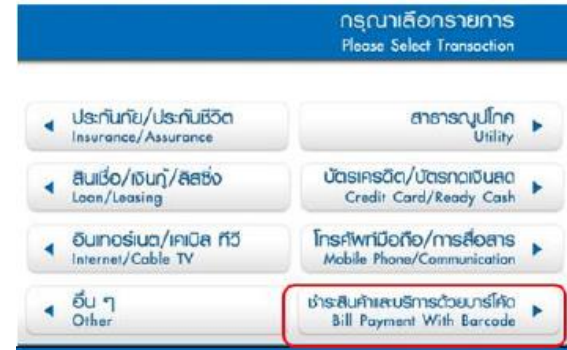 กรุณาเลือกรายการ
Please Select Transaction
ประกันภัย/ประกันชีวิต
Insurance/Assurance
สาธารณูปโภค
Utility
สินเชื่อ/เงินกู้/ลิสซิ่ง
Loan/Leasing
บัตรเครดิต/บัตรกดเงินสด
Credit Card/Ready Cash
อินเทอร์เนต/เคเบิล ทีวี
Internet/Cable TV
โทรศัพท์มือถือ/การสื่อสาร
Mobile Phone/Communication
อื่น ๆ
Other
ชำระสินค้าและบริการด้วยบาร์โค้ด
Bill Payment With Barcode